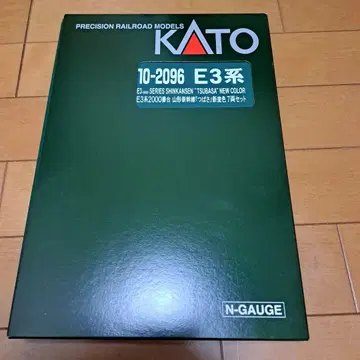 PRECISION RAILROAD MODELS
KATO
10-2096 E3系
E3-2000 SERIES SHINKANSEN "TSUBASA" NEW COLOR
E3系2000番台 山形新幹線「つばさ」新塗色 7両セット
N-GAUGE